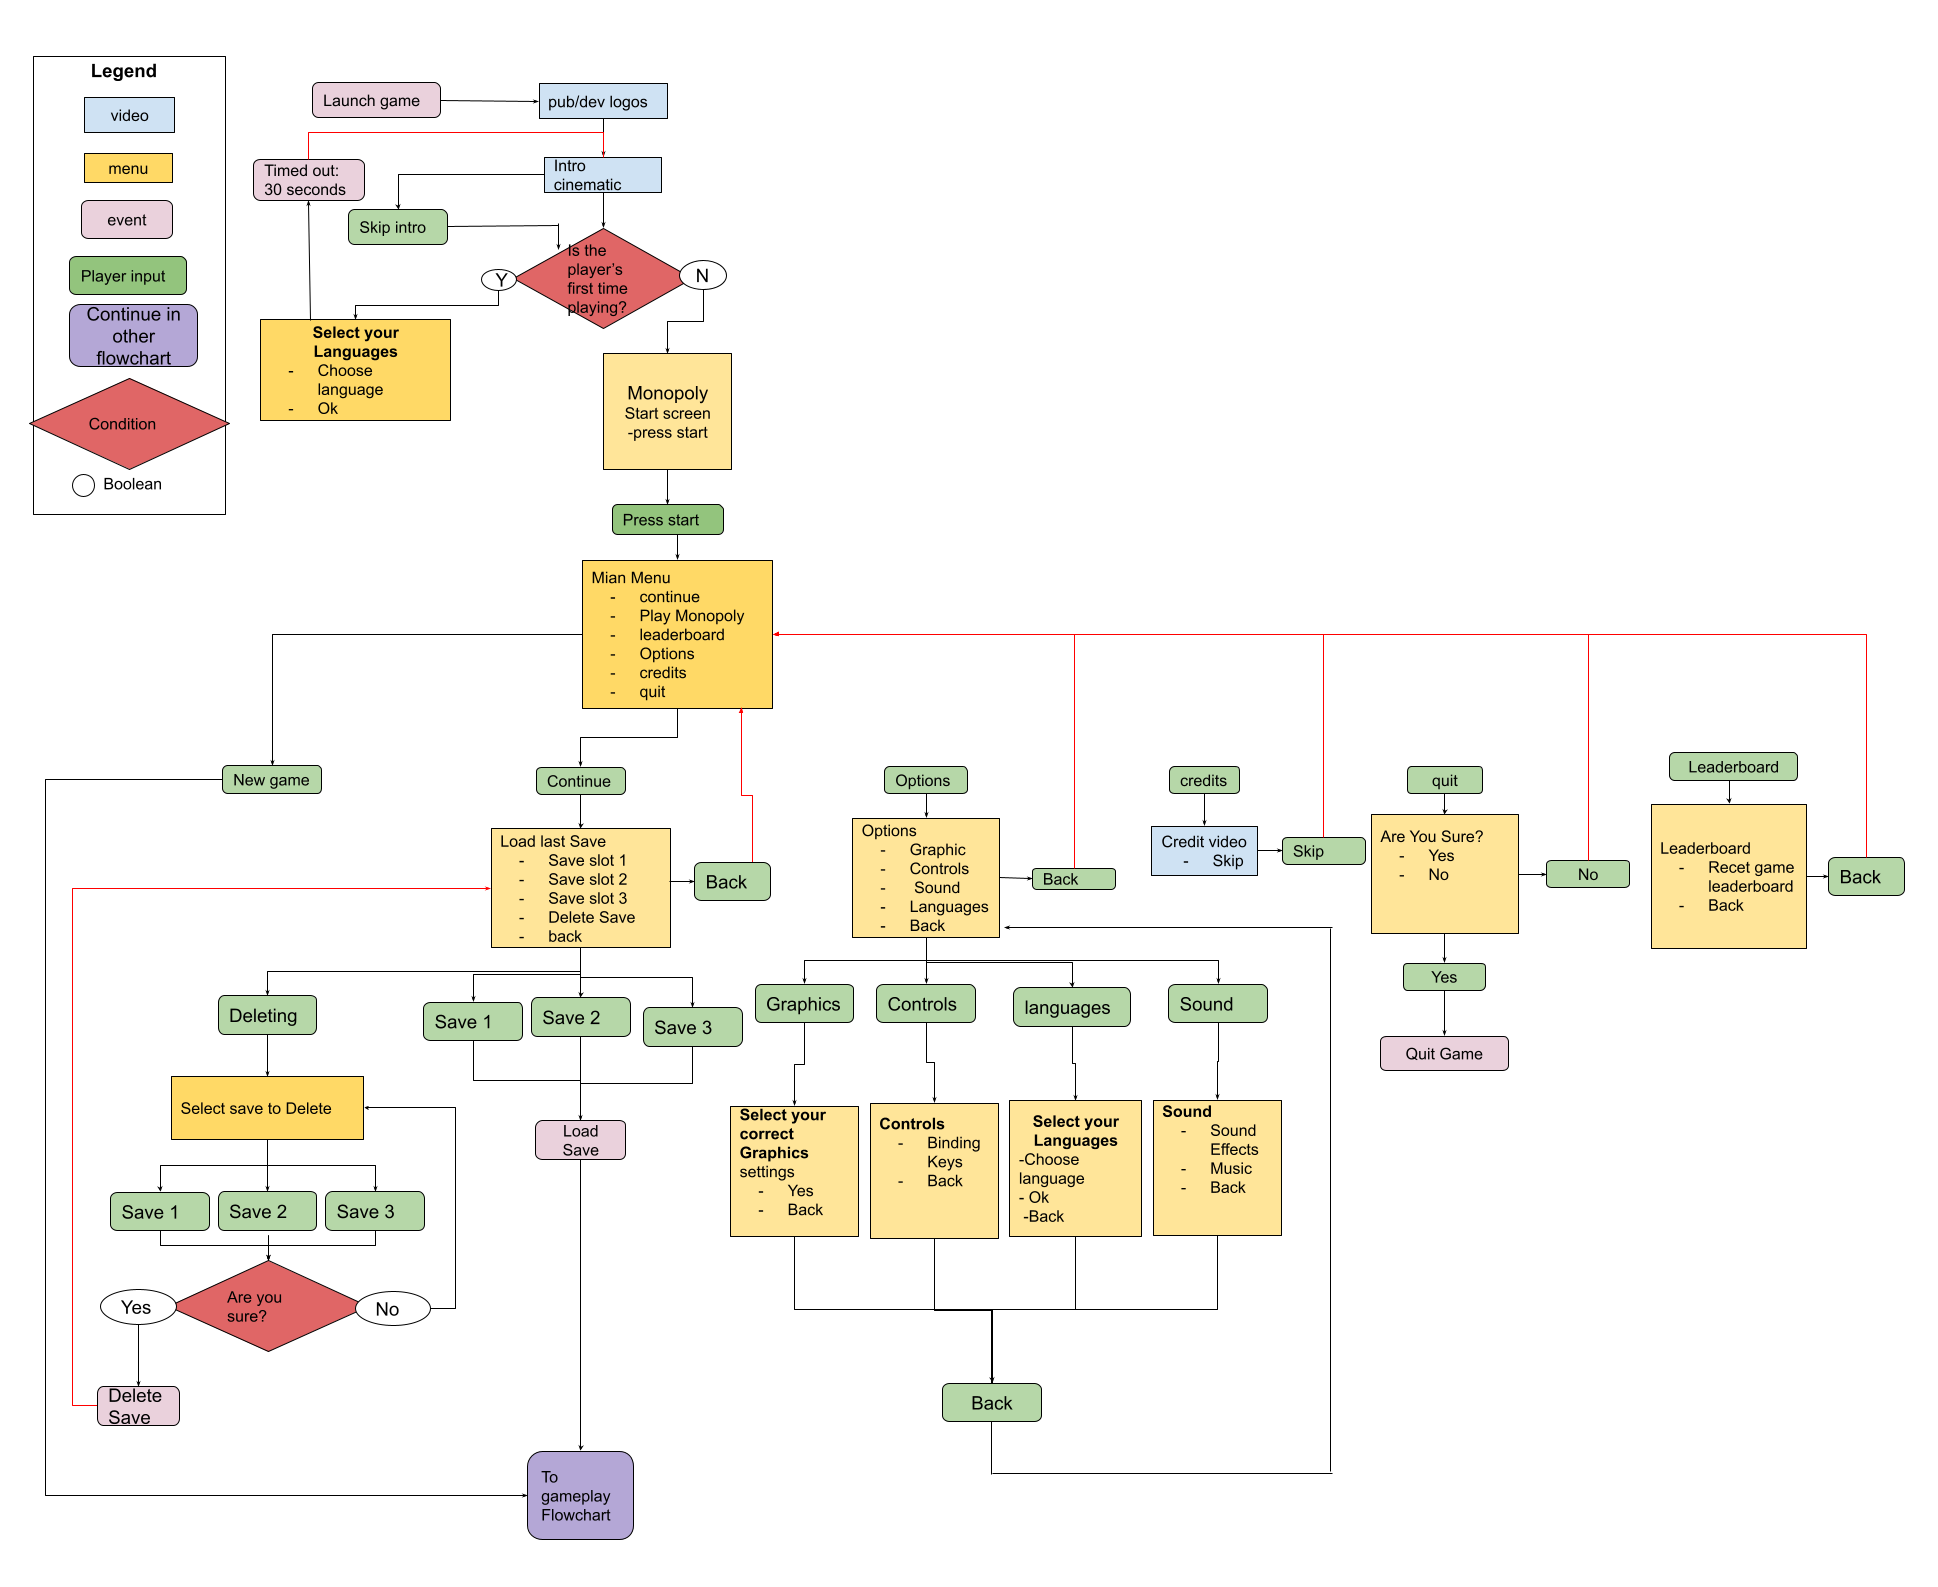 Legend
video
menu
event
Player input
Continue in
other
flowchart
Condition
Boolean
Launch game
pub/dev logos
Timed out:
30 seconds
Intro
cinematic
Skip intro
Is the
player's
first time
playing?
Y
N
Select your
Languages
- Choose
language
- Ok
Monopoly
Start screen
-press start
Press start
Mian Menu
- continue
- Play Monopoly
- leaderboard
- Options
- credits
- quit
New game
Continue
Options
credits
quit
Leaderboard
Load last Save
- Save slot 1
- Save slot 2
- Save slot 3
- Delete Save
- back
Back
Options
- Graphic
- Controls
- Sound
- Languages
- Back
Back
Credit video
- Skip
Skip
Are You Sure?
- Yes
- No
No
Leaderboard
- Recet game
leaderboard
- Back
Back
Yes
Quit Game
Deleting
Save 1
Save 2
Save 3
Graphics
Controls
languages
Sound
Select save to Delete
Load
Save
Select your
correct
Graphics
settings
- Yes
- Back
Controls
- Binding
Keys
- Back
Select your
Languages
-Choose
language
- Ok
-Back
Sound
- Sound
Effects
- Music
- Back
Save 1
Save 2
Save 3
Yes
Are you
sure?
No
Delete
Save
Back
To
gameplay
Flowchart